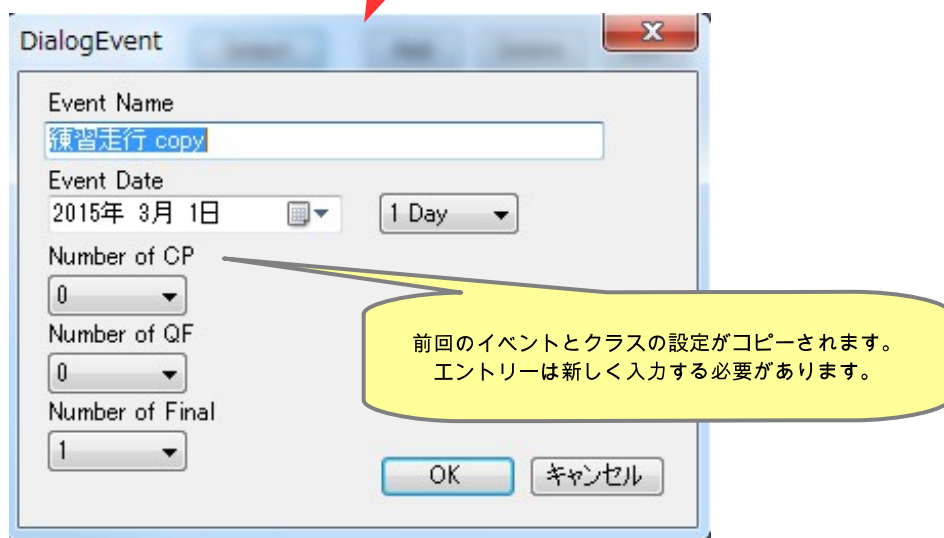 DialogEvent
Event Name
練習走行 copy
Event Date
2015年 3月 1日
1 Day
Number of CP
0
Number of QF
0
前回のイベントとクラスの設定がコピーされます。
エントリーは新しく入力する必要があります。
Number of Final
1
OK
キャンセル